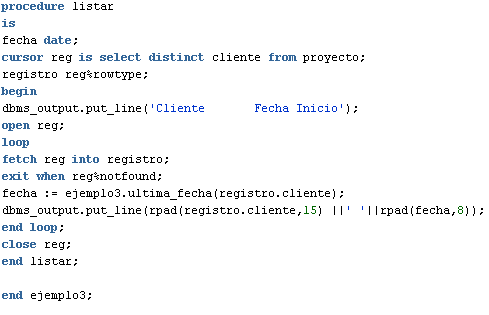 procedure listar
is
fecha date;
cursor reg is select distinct cliente from proyecto;
registro reg%rowtype;
begin
dbms_output.put_line('Cliente       Fecha Inicio');
open reg;
loop
fetch reg into registro;
exit when reg%notfound;
fecha := ejemplo3.ultima_fecha(registro.cliente);
dbms_output.put_line(rpad(registro.cliente,15) ||' '||rpad(fecha,8));
end loop;
close reg;
end listar;
end ejemplo3;